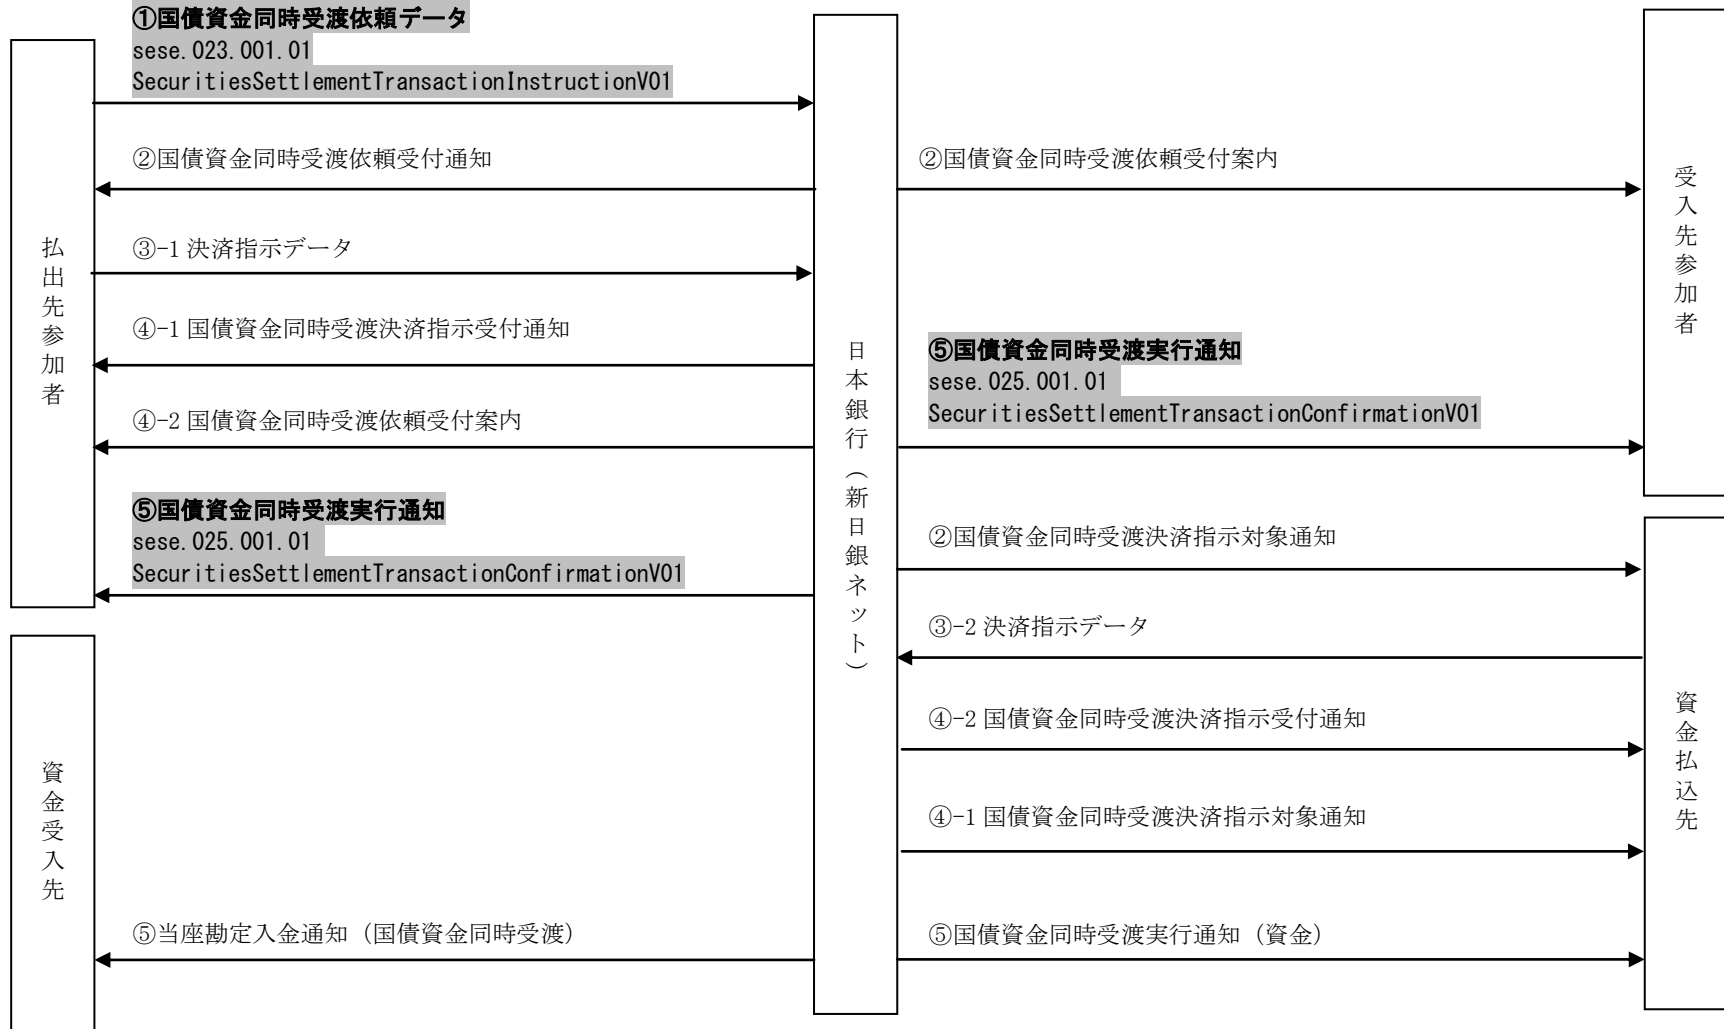 ①国債資金同時受渡依頼データ
sese.023.001.01
SecuritiesSettlementTransactionInstructionV01
②国債資金同時受渡依頼受付通知
②国債資金同時受渡依頼受付案内
③-1 決済指示データ
④-1 国債資金同時受渡決済指示受付通知
⑤国債資金同時受渡実行通知
sese.025.001.01
SecuritiesSettlementTransactionConfirmationV01
④-2 国債資金同時受渡依頼受付案内
⑤国債資金同時受渡実行通知
sese.025.001.01
SecuritiesSettlementTransactionConfirmationV01
②国債資金同時受渡決済指示対象通知
③-2 決済指示データ
④-2 国債資金同時受渡決済指示受付通知
④-1 国債資金同時受渡決済指示対象通知
⑤当座勘定入金通知（国債資金同時受渡）
⑤国債資金同時受渡実行通知（資金）
払出先参加者
資金受入先
日本銀行（新日銀ネット）
受入先参加者
資金払込先